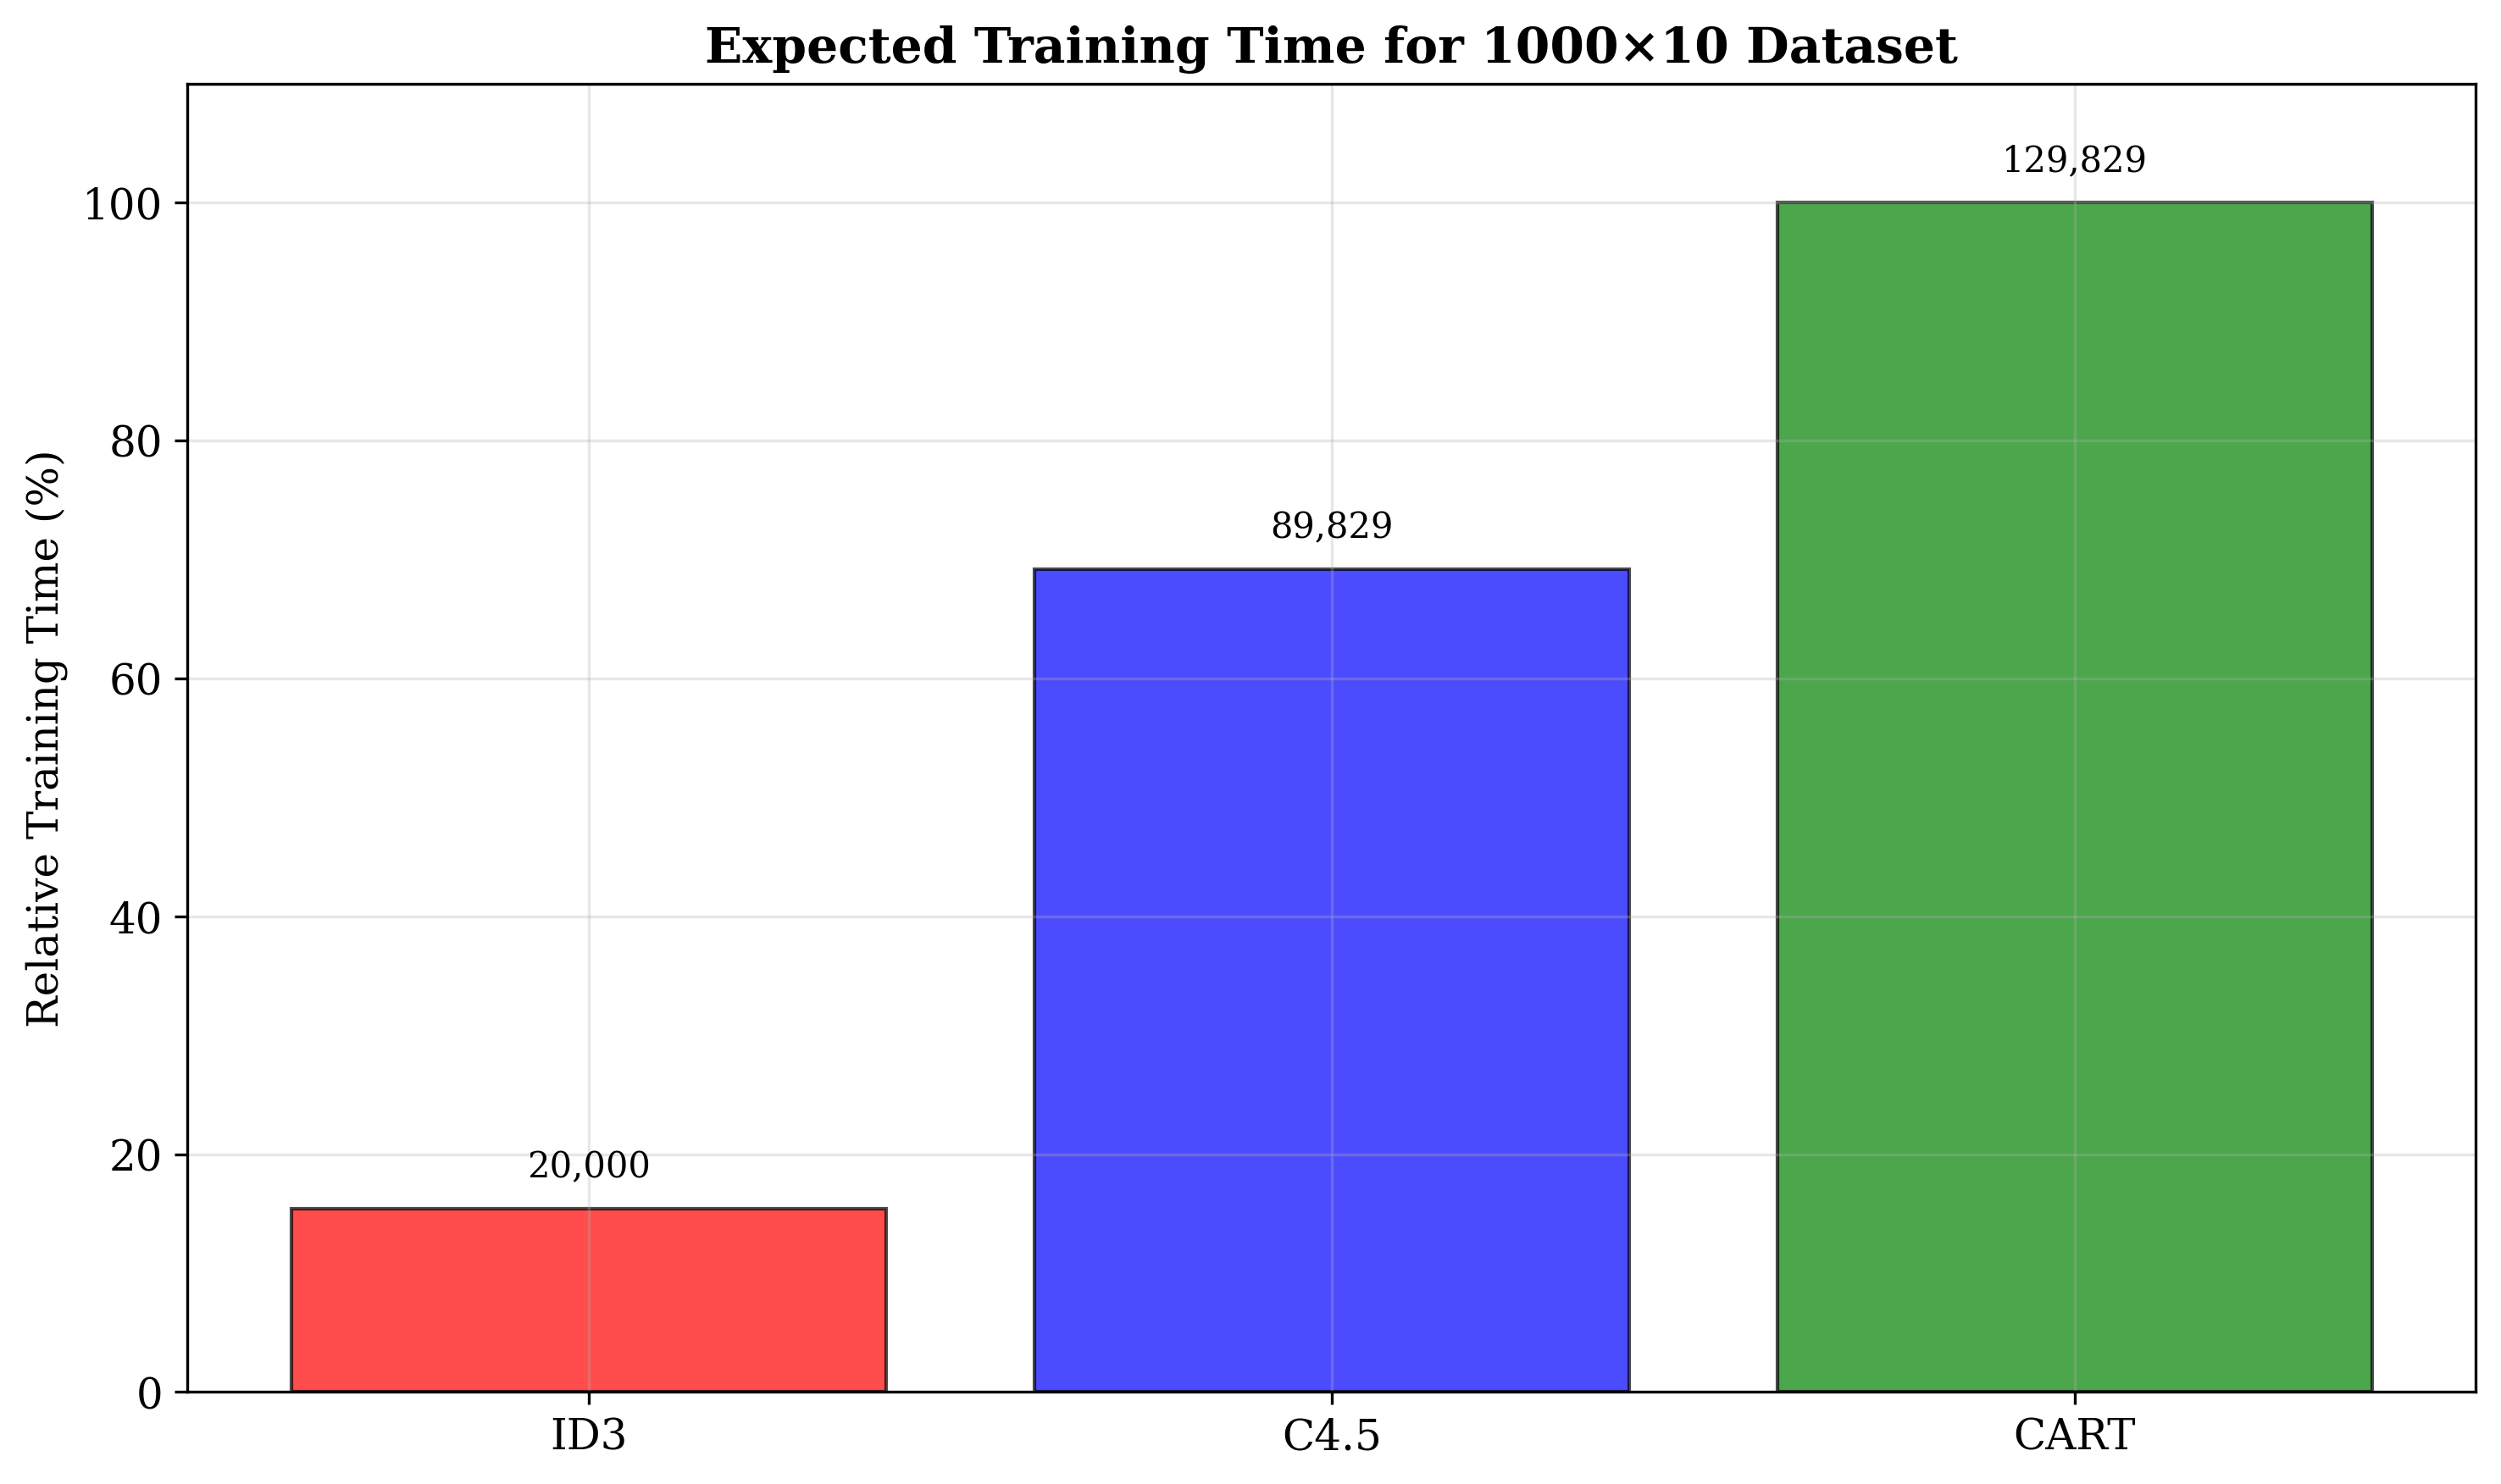 Expected Training Time for 1000×10 Dataset
Relative Training Time (%)
100
80
60
40
20
0
20,000
89,829
129,829
ID3
C4.5
CART